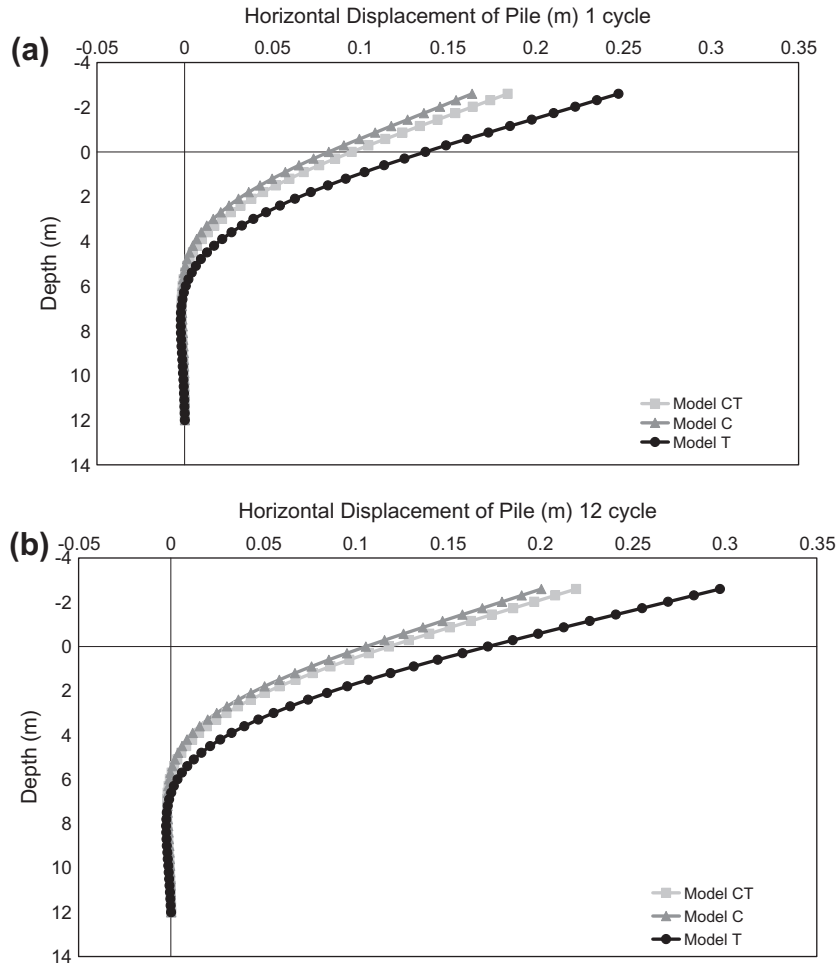 Horizontal Displacement of Pile (m) 1 cycle
(a)
-0.05 0 0.05 0.1 0.15 0.2 0.25 0.3 0.35
-4
-2
0
2
4
6
8
10
12
14
Depth (m)
Model CT
Model C
Model T
Horizontal Displacement of Pile (m) 12 cycle
(b)
-0.05 0 0.05 0.1 0.15 0.2 0.25 0.3 0.35
-4
-2
0
2
4
6
8
10
12
14
Depth (m)
Model CT
Model C
Model T